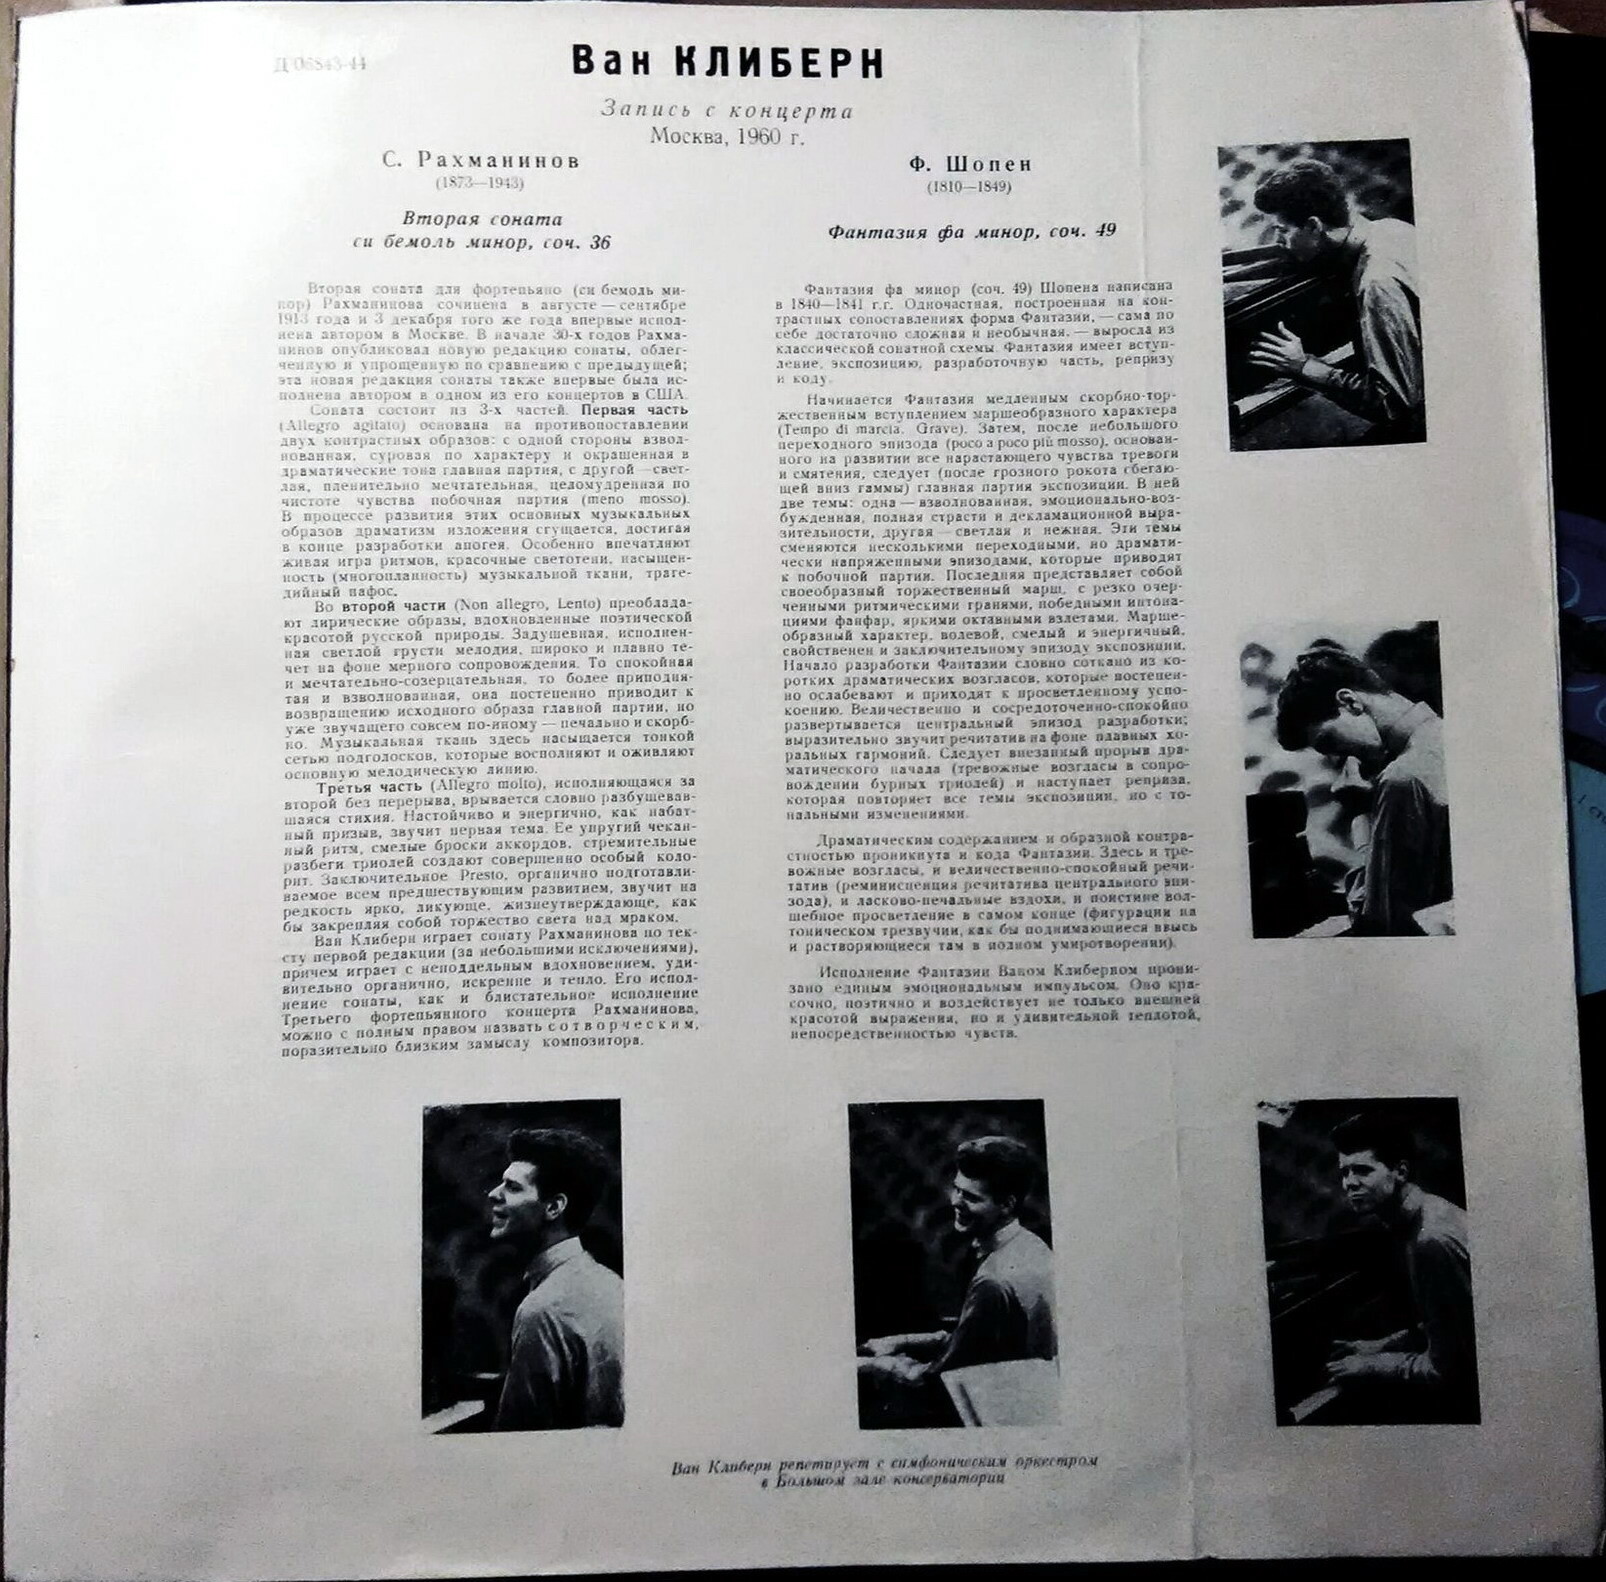 Д 06843-44
Ван КЛИБЕРН
Запись с концерта
Москва, 1960 г.
С. Рахманинов
(1873—1943)
Вторая соната
си бемоль минор, соч. 36
Вторая соната для фортепьяно (си бемоль ми-
нор) Рахманинова сочинена в августе — сентябре
1913 года и 3 декабря того же года впервые испол-
нена автором в Москве. В начале 30-х годов Рахма-
нинов опубликовал новую редакцию сонаты, облег-
ченную и упрощенную по сравнению с предыдущей;
эта новая редакция сонаты также впервые была ис-
полнена автором в одном из его концертов в США.
Соната состоит из 3-х частей. Первая часть
(Allegro agitato) основана на противопоставлении
двух контрастных образов: с одной стороны взвол-
нованная, суровая по характеру и окрашенная в
драматические тона главная партия, с другой — свет-
лая, пленительно мечтательная, целомудренная по
чистоте чувства побочная партия (meno mosso).
В процессе развития этих основных музыкальных
образов драматизм изложения сгущается, достигая
в конце разработки апогея. Особенно впечатляют
живая игра ритмов, красочные светотени, насыщен-
ность (многопланность) музыкальной ткани, траге-
дийный пафос.
Во второй части (Non allegro, Lento) преоблада-
ют лирические образы, вдохновленные поэтической
красотой русской природы. Задушевная, исполнен-
ная светлой грусти мелодия, широко и плавно те-
чет на фоне мерного сопровождения. То спокойная
и мечтательно-созерцательная, то более приподня-
тая и взволнованная, она постепенно приводит к
возвращению исходного образа главной партии, но
уже звучащего совсем по-иному — печально и скорб-
но. Музыкальная ткань здесь насыщается тонкой
сетью подголосков, которые восполняют и оживляют
основную мелодическую линию.
Третья часть (Allegro molto), исполняющаяся за
второй без перерыва, врывается словно разбушевав-
шаяся стихия. Настойчиво и энергично, как набат-
ный призыв, звучит первая тема. Ее упругий чекан-
ный ритм, смелые броски аккордов, стремительные
разбеги триолей создают совершенно особый коло-
рит. Заключительное Presto, органично подготавли-
ваемое всем предшествующим развитием, звучит на
редкость ярко, ликующе, жизнеутверждающе, как
бы закрепляя собой торжество света над мраком.
Ван Клиберн играет сонату Рахманинова по тек-
сту первой редакции (за небольшими исключениями),
причем играет с неподдельным вдохновением, уди-
вительно органично, искренне и тепло. Его испол-
нение сонаты, как и блистательное исполнение
Третьего фортепьянного концерта Рахманинова,
можно с полным правом назвать сотворческим,
поразительно близким замыслу композитора.
Ф. Шопен
(1810—1849)
Фантазия фа минор, соч. 49
Фантазия фа минор (соч. 49) Шопена написана
в 1840—1841 г.г. Одночастная, построенная на кон-
трастных сопоставлениях форма Фантазии, — сама по
себе достаточно сложная и необычная, — выросла из
классической сонатной схемы. Фантазия имеет вступ-
ление, экспозицию, разработочную часть, репризу
и коду.
Начинается Фантазия медленным скорбно-тор-
жественным вступлением маршеобразного характера
(Tempo di marcia. Grave). Затем, после небольшого
переходного эпизода (poco a poco più mosso), основан-
ного на развитии все нарастающего чувства тревоги
и смятения, следует (после грозного рокота сбегаю-
щей вниз гаммы) главная партия экспозиции. В ней
две темы: одна — взволнованная, эмоционально-воз-
бужденная, полная страсти и декламационной выра-
зительности, другая — светлая и нежная. Эти темы
сменяются несколькими переходными, но драмати-
чески напряженными эпизодами, которые приводят
к побочной партии. Последняя представляет собой
своеобразный торжественный марш, с резко очер-
ченными ритмическими гранями, победными интона-
циями фанфар, яркими октавными взлетами. Марше-
образный характер, волевой, смелый и энергичный,
свойственен и заключительному эпизоду экспозиции.
Начало разработки Фантазии словно соткано из ко-
ротких драматических возгласов, которые постепен-
но ослабевают и приходят к просветленному успо-
коению. Величественно и сосредоточенно-спокойно
развертывается центральный эпизод разработки;
выразительно звучит речитатив на фоне плавных хо-
ральных гармоний. Следует внезапный прорыв дра-
матического начала (тревожные возгласы в сопро-
вождении бурных триолей) и наступает реприза,
которая повторяет все темы экспозиции, но с то-
нальными изменениями.
Драматическим содержанием и образной контра-
стностью проникнута и кода Фантазии. Здесь и тре-
вожные возгласы, и величественно-спокойный речи-
татив (реминисценция речитатива центрального эпи-
зода), и ласково-печальные вздохи, и поистине вол-
шебное просветление в самом конце (фигурации на
тоническом трезвучии, как бы поднимающиеся ввысь
и растворяющиеся там в полном умиротворении).
Исполнение Фантазии Ваном Клиберном прони-
зано единым эмоциональным импульсом. Оно кра-
сочно, поэтично и воздействует не только внешней
красотой выражения, но и удивительной теплотой,
непосредственностью чувств.
Ван Клиберн репетирует с симфоническим оркестром
в Большом зале консерватории